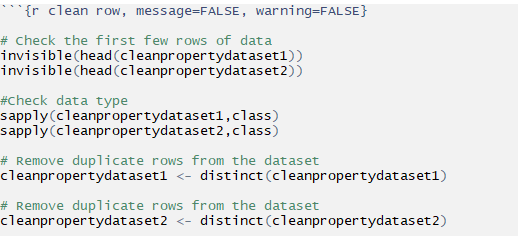 ```{r clean row, message=FALSE, warning=FALSE}
# Check the first few rows of data
invisible(head(cleanpropertydataset1))
invisible(head(cleanpropertydataset2))
#Check data type
sapply(cleanpropertydataset1,class)
sapply(cleanpropertydataset2,class)
# Remove duplicate rows from the dataset
cleanpropertydataset1 <- distinct(cleanpropertydataset1)
# Remove duplicate rows from the dataset
cleanpropertydataset2 <- distinct(cleanpropertydataset2)